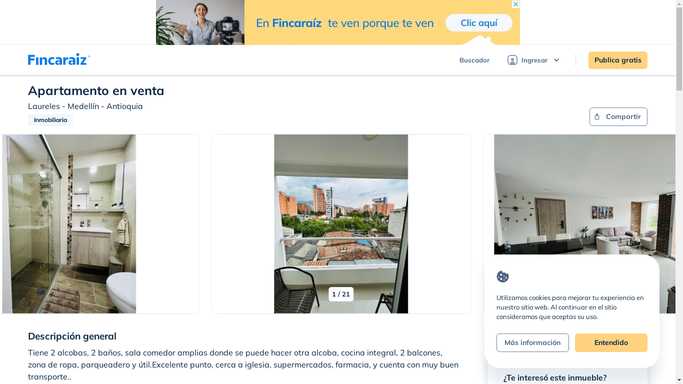 En Fincaraíz te ven porque te ven
Clic aquí
Fincaraiz
Buscador
Ingresar
Publica gratis
Apartamento en venta
Laureles - Medellín - Antioquia
Inmobiliaria
Compartir
1 / 21
Utilizamos cookies para mejorar tu experiencia en
nuestro sitio web. Al continuar en el sitio
consideramos que aceptas su uso.
Más información
Entendido
Descripción general
Tiene 2 alcobas, 2 baños, sala comedor amplias donde se puede hacer otra alcoba, cocina integral, 2 balcones,
zona de ropa, parqueadero y útil.Excelente punto, cerca a iglesia, supermercados, farmacia, y cuenta con muy buen
transporte..
¿Te interesó este inmueble?